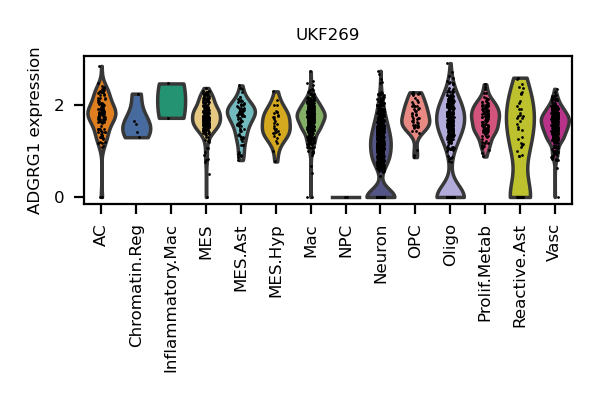 UKF269
ADGRG1 expression
2
0
AC
Chromatin.Reg
Inflammatory.Mac
MES
MES.Ast
MES.Hyp
Mac
NPC
Neuron
OPC
Oligo
Prolif.Metab
Reactive.Ast
Vasc